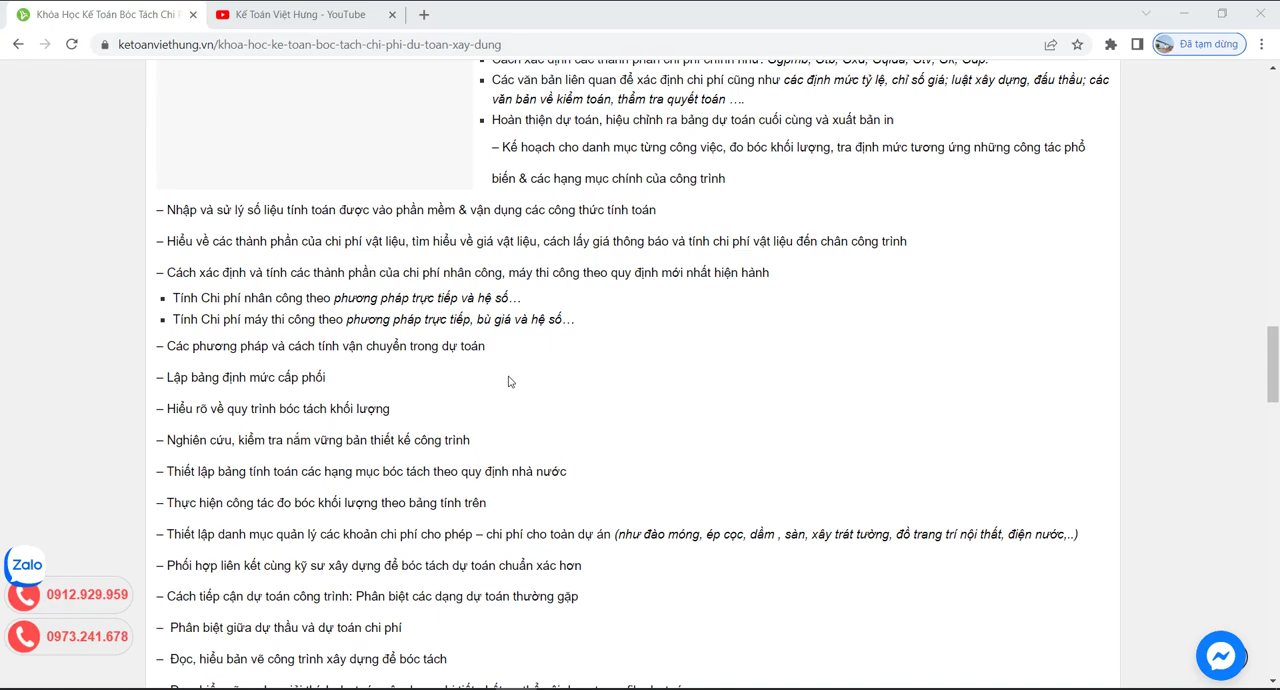 Khóa Học Kế Toán Bóc Tách Chi P
Kế Toán Việt Hưng - YouTube
ketoanviethung.vn/khoa-hoc-ke-toan-boc-tach-chi-phi-du-toan-xay-dung
Đã tạm dừng
Cách xác định các thành phần chi phí chính như:
Các văn bản liên quan để xác định chi phí cũng như các định mức tỷ lệ, chỉ số giá; luật xây dựng, đấu thầu; các
văn bản về kiểm toán, thẩm tra quyết toán ….
Hoàn thiện dự toán, hiệu chỉnh ra bảng dự toán cuối cùng và xuất bản in
– Kế hoạch cho danh mục từng công việc, đo bóc khối lượng, tra định mức tương ứng những công tác phổ
biến & các hạng mục chính của công trình
– Nhập và sử lý số liệu tính toán được vào phần mềm & vận dụng các công thức tính toán
– Hiểu về các thành phần của chi phí vật liệu, tìm hiểu về giá vật liệu, cách lấy giá thông báo và tính chi phí vật liệu đến chân công trình
– Cách xác định và tính các thành phần của chi phí nhân công, máy thi công theo quy định mới nhất hiện hành
Tính Chi phí nhân công theo phương pháp trực tiếp và hệ số…
Tính Chi phí máy thi công theo phương pháp trực tiếp, bù giá và hệ số…
– Các phương pháp và cách tính vận chuyển trong dự toán
– Lập bảng định mức cấp phối
– Hiểu rõ về quy trình bóc tách khối lượng
– Nghiên cứu, kiểm tra nắm vững bản thiết kế công trình
– Thiết lập bảng tính toán các hạng mục bóc tách theo quy định nhà nước
– Thực hiện công tác đo bóc khối lượng theo bảng tính trên
– Thiết lập danh mục quản lý các khoản chi phí cho phép – chi phí cho toàn dự án (như đào móng, ép cọc, dầm , sàn, xây trát tường, đồ trang trí nội thất, điện nước,..)
– Phối hợp liên kết cùng kỹ sư xây dựng để bóc tách dự toán chuẩn xác hơn
– Cách tiếp cận dự toán công trình: Phân biệt các dạng dự toán thường gặp
– Phân biệt giữa dự thầu và dự toán chi phí
– Đọc, hiểu bản vẽ công trình xây dựng để bóc tách
Zalo
0912.929.959
0973.241.678